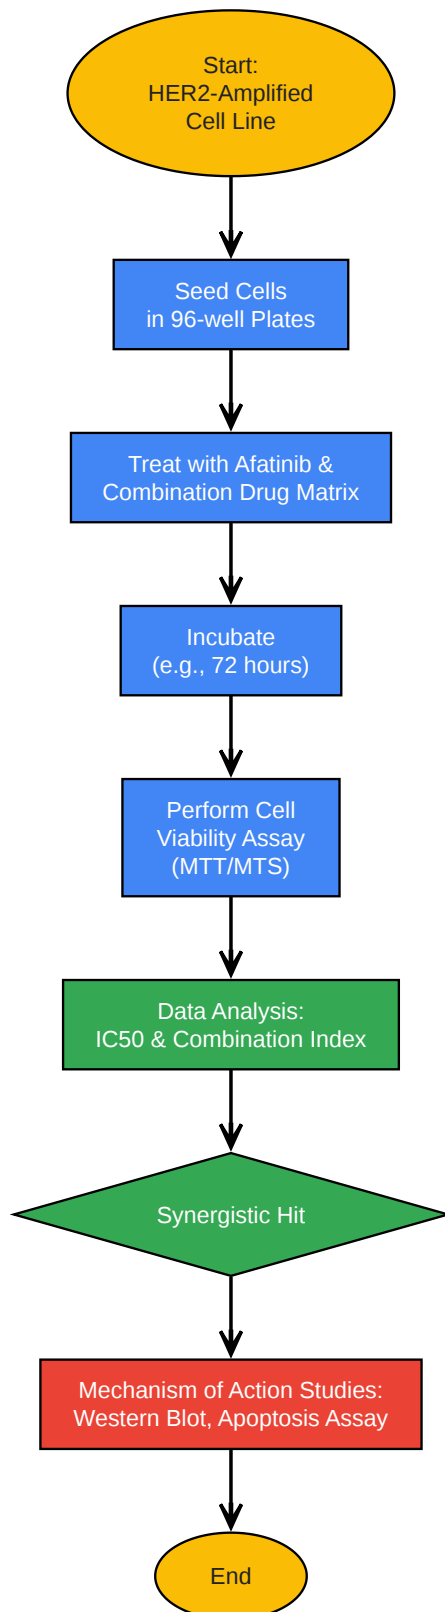 Start:
HER2-Amplified
Cell Line
Seed Cells
in 96-well Plates
Treat with Afatinib &
Combination Drug Matrix
Incubate
(e.g., 72 hours)
Perform Cell
Viability Assay
(MTT/MTS)
Data Analysis:
IC50 & Combination Index
Synergistic Hit
Mechanism of Action Studies:
Western Blot, Apoptosis Assay
End